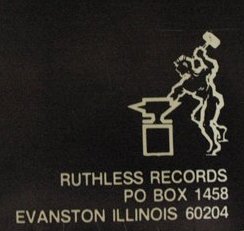 RUTHLESS RECORDS
PO BOX 1458
EVANSTON ILLINOIS 60204